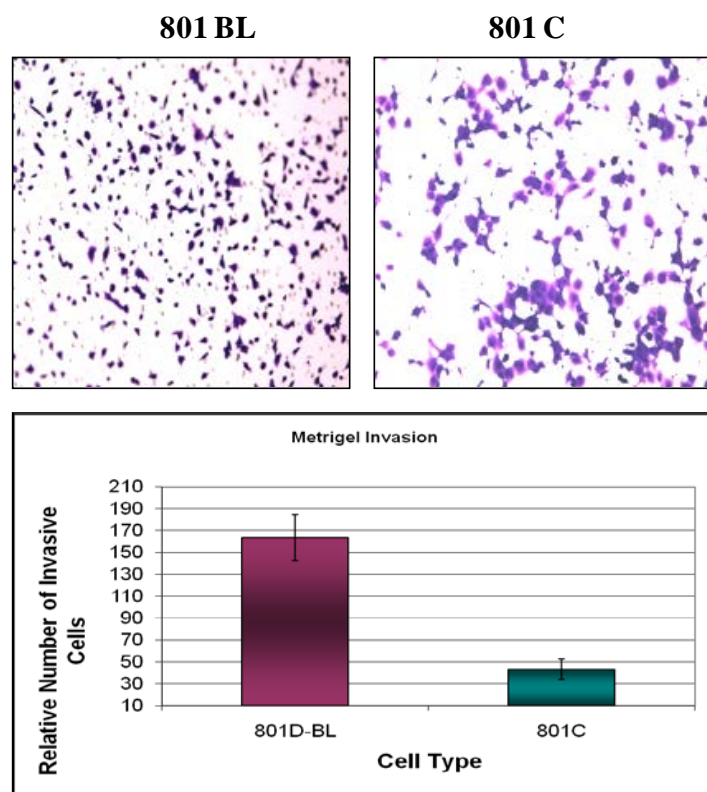 801 BL
801 C
Metrigel Invasion
Relative Number of Invasive
Cells
210
190
170
150
130
110
90
70
50
30
10
801D-BL
801C
Cell Type